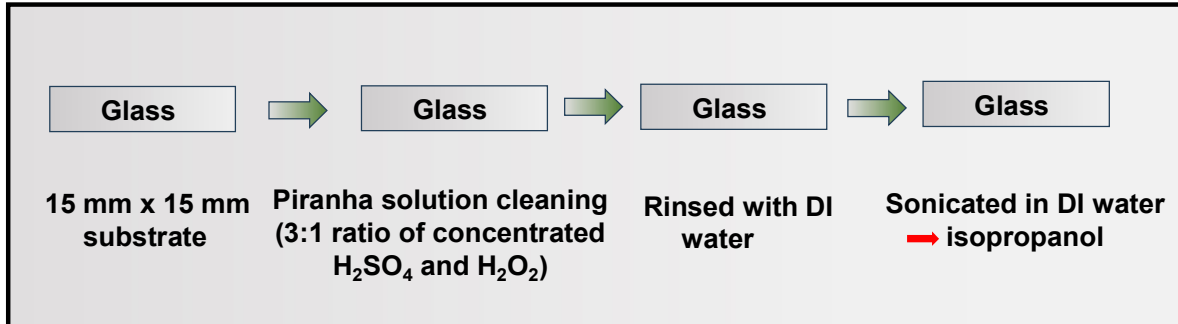 Glass
Glass
Glass
Glass
15 mm x 15 mm
substrate
Piranha solution cleaning
(3:1 ratio of concentrated
H₂SO₄ and H₂O₂)
Rinsed with DI
water
Sonicated in DI water
➡ isopropanol